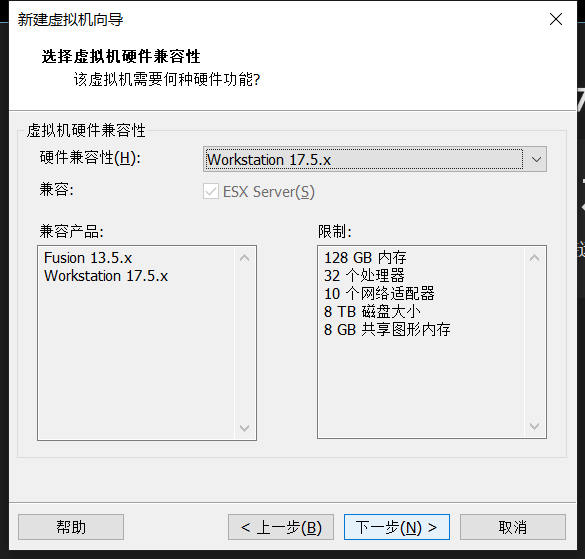 新建虚拟机向导
选择虚拟机硬件兼容性
该虚拟机需要何种硬件功能?
虚拟机硬件兼容性
硬件兼容性(H):
Workstation 17.5.x
兼容:
ESX Server(S)
兼容产品:
Fusion 13.5.x
Workstation 17.5.x
限制:
128 GB 内存
32 个处理器
10 个网络适配器
8 TB 磁盘大小
8 GB 共享图形内存
帮助
< 上一步(B)
下一步(N) >
取消